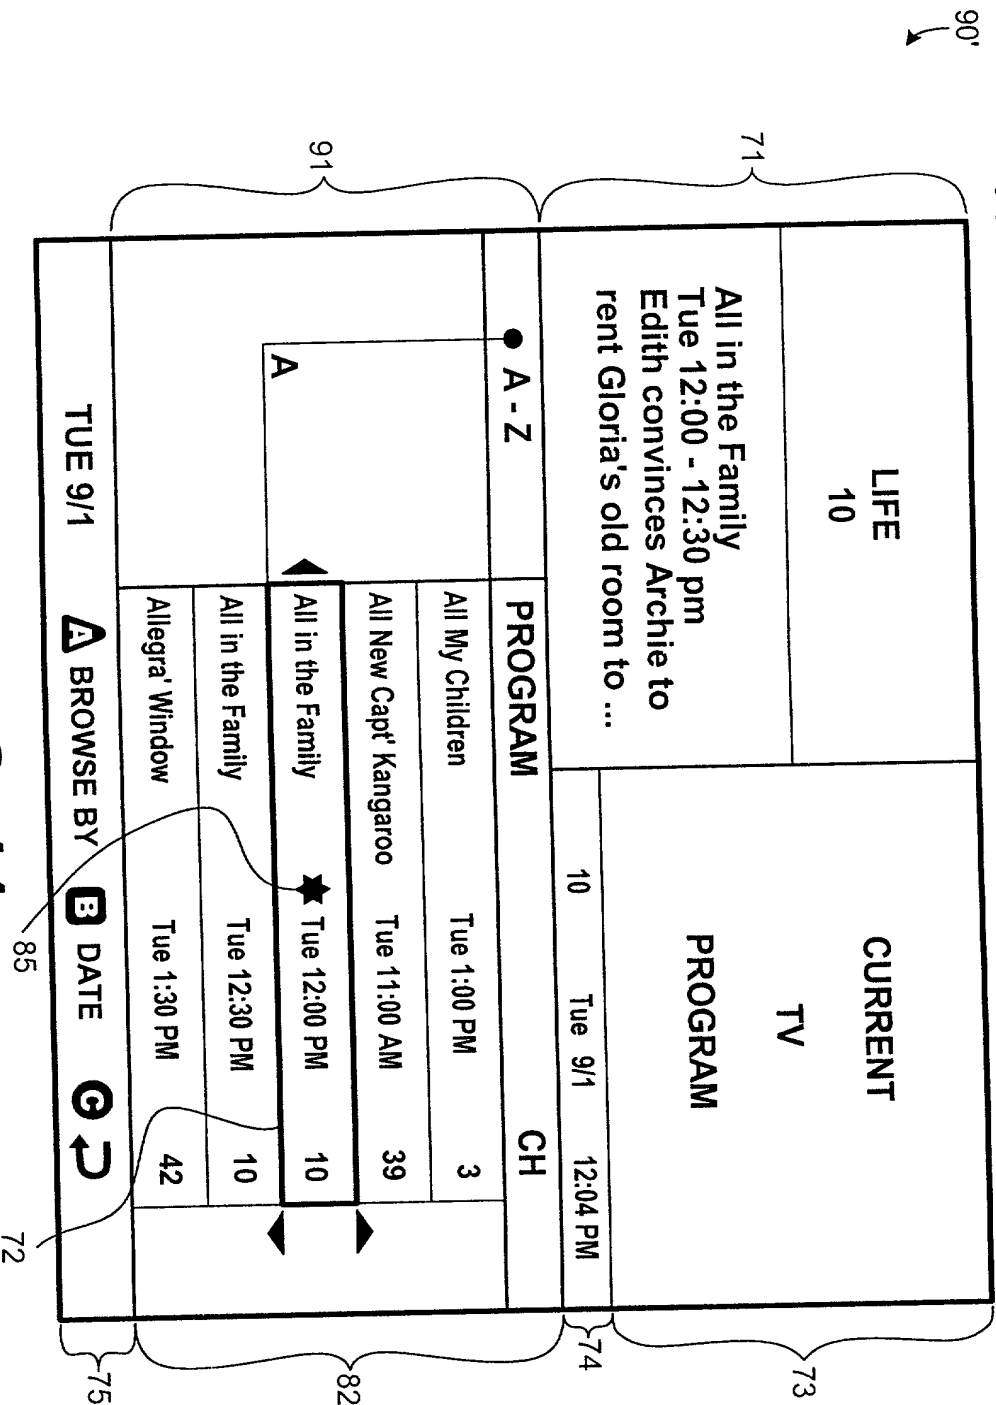 90'
71
91
LIFE
10
All in the Family
Tue 12:00 - 12:30 pm
Edith convinces Archie to
rent Gloria's old room to ...
CURRENT
TV
PROGRAM
73
10 Tue 9/1 12:04 PM
74
A - Z
PROGRAM CH
A
All My Children Tue 1:00 PM 3
All New Capt' Kangaroo Tue 11:00 AM 39
All in the Family Tue 12:00 PM 10
All in the Family Tue 12:30 PM 10
Allegra' Window Tue 1:30 PM 42
82
TUE 9/1 A BROWSE BY B DATE C
75
85
72